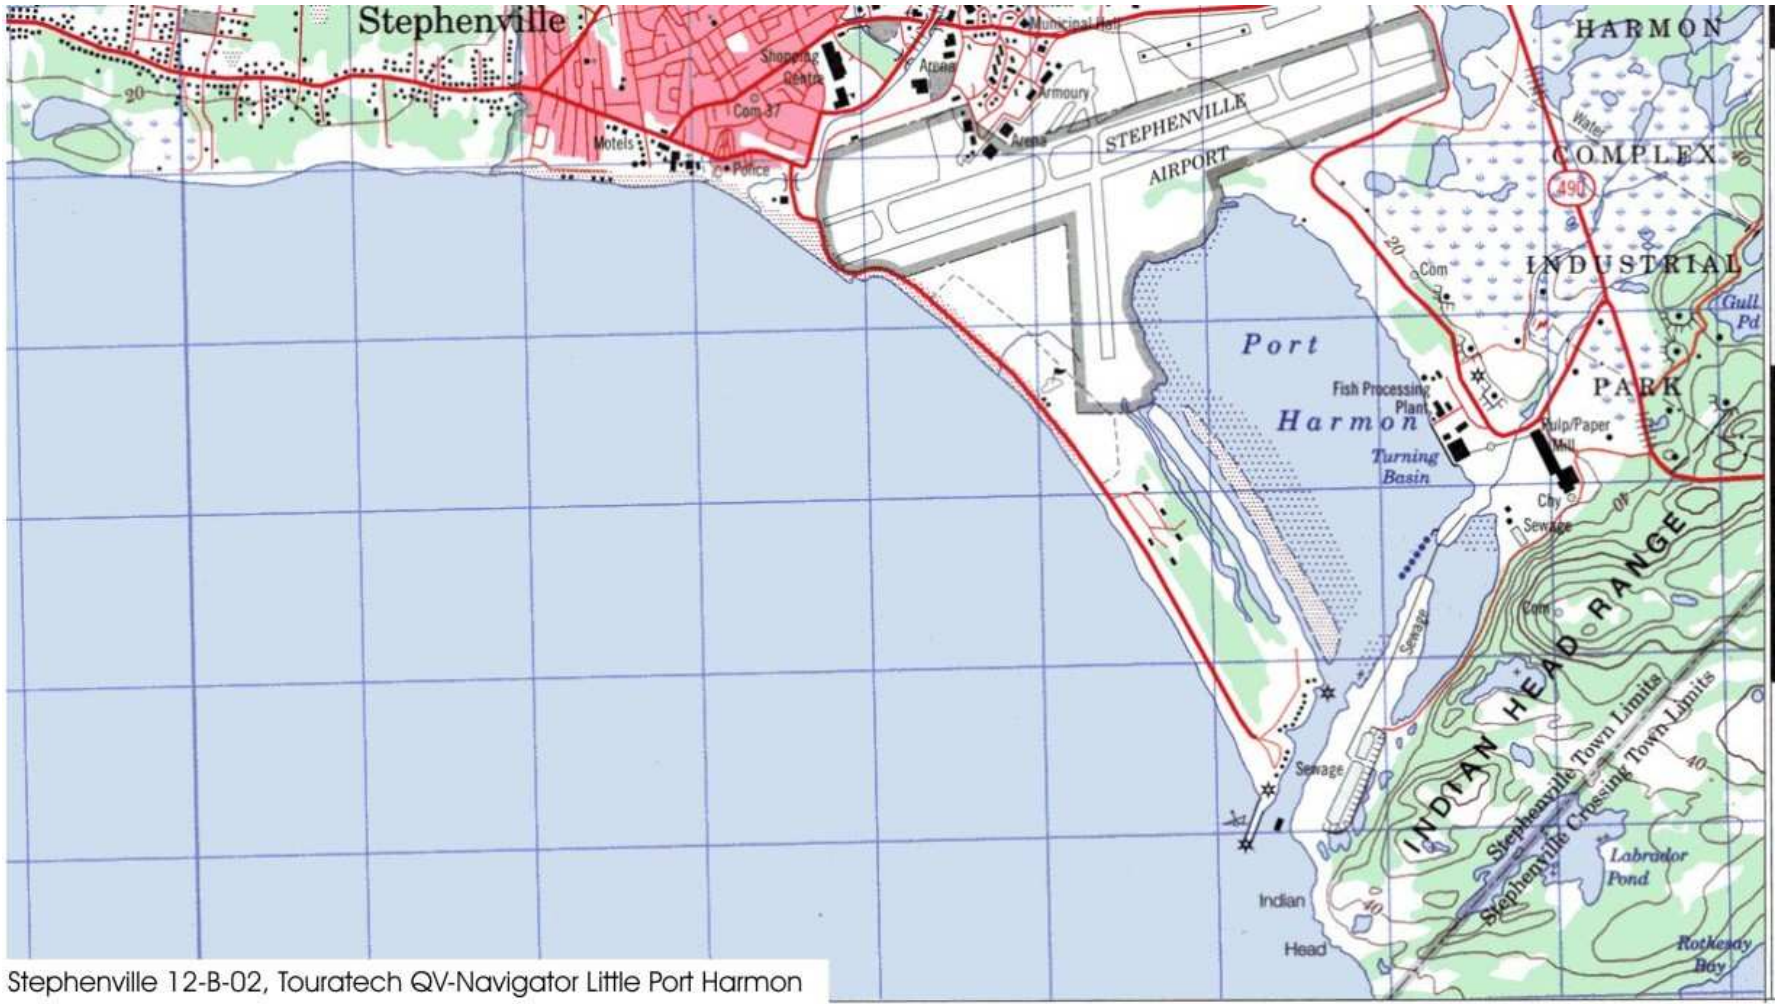 Stephenville
Municipal Hall
HARMON
Shopping
Centre
Arena
20
Com 37
Armoury
STEPHENVILLE
Water
Motels
Arena
COMPLEX
40
Police
AIRPORT
490
20
Com
INDUSTRIAL
Gull
Pd
Port
Fish Processing
Plant
PARK
Harmon
Pulp/Paper
Mill
Turning
Basin
Chy
40
Sewage
INDIAN HEAD RANGE
Com
Sewage
Stephenville Town Limits
Stephenville Crossing Town Limits
Sewage
40
Labrador
Pond
Indian
Head
40
Rothesay
Bay
Stephenville 12-B-02, Touratech QV-Navigator Little Port Harmon